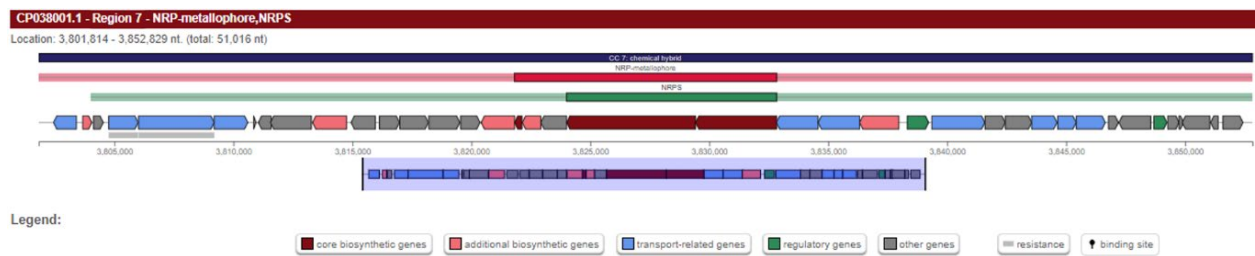 CP038001.1 - Region 7 - NRP-metallophore,NRPS
Location: 3,801,814 - 3,852,829 nt. (total: 51,016 nt)
CC 7: chemical hybrid
NRP-metallophore
NRPS
3,805,000 3,810,000 3,815,000 3,820,000 3,825,000 3,830,000 3,835,000 3,840,000 3,845,000 3,850,000
Legend:
core biosynthetic genes additional biosynthetic genes transport-related genes regulatory genes other genes resistance binding site